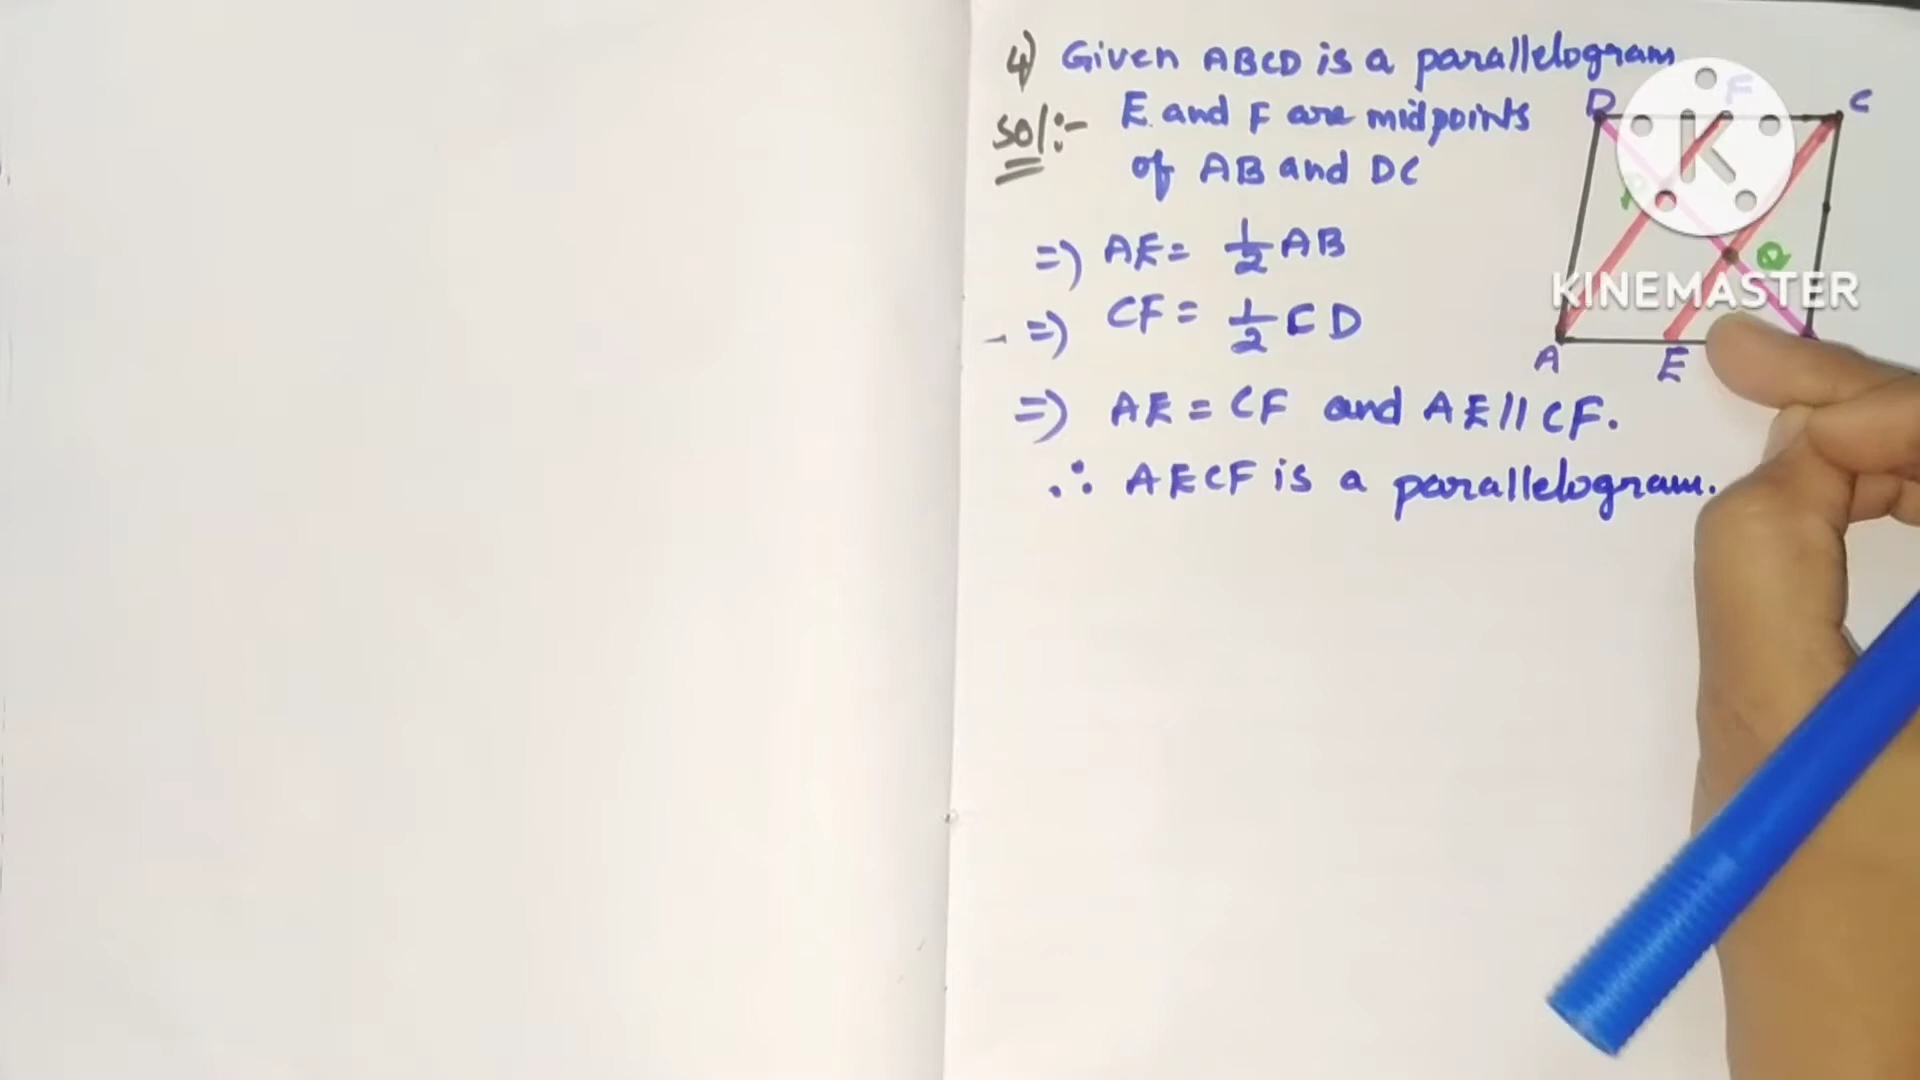 4) Given ABCD is a parallelogram
Sol:- E and F are midpoints
of AB and DC
=) AE = 1/2 AB
=) CF = 1/2 CD
=) AE = CF and AE // CF.
∴ AECF is a parallelogram.
D F C
P
Q
KINEMASTER
A E